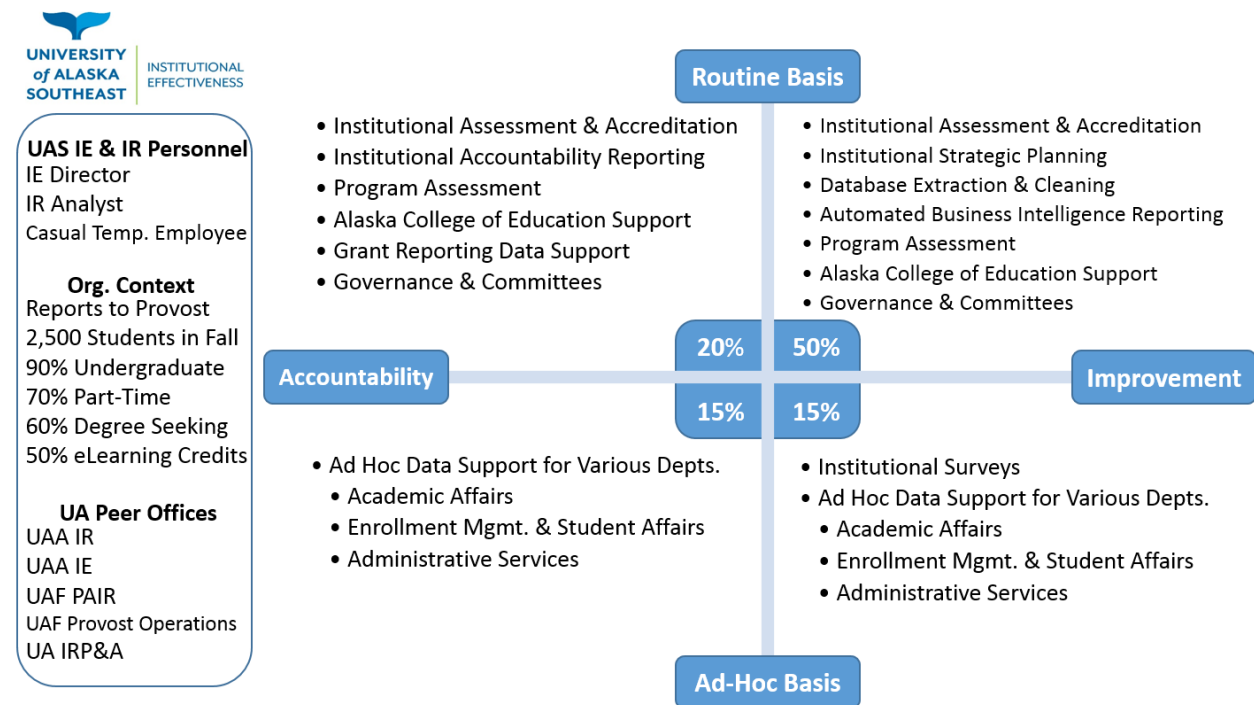 UNIVERSITY
of ALASKA
SOUTHEAST
INSTITUTIONAL
EFFECTIVENESS
UAS IE & IR Personnel
IE Director
IR Analyst
Casual Temp. Employee
Org. Context
Reports to Provost
2,500 Students in Fall
90% Undergraduate
70% Part-Time
60% Degree Seeking
50% eLearning Credits
UA Peer Offices
UAA IR
UAA IE
UAF PAIR
UAF Provost Operations
UA IRP&A
Routine Basis
• Institutional Assessment & Accreditation
• Institutional Accountability Reporting
• Program Assessment
• Alaska College of Education Support
• Grant Reporting Data Support
• Governance & Committees
• Institutional Assessment & Accreditation
• Institutional Strategic Planning
• Database Extraction & Cleaning
• Automated Business Intelligence Reporting
• Program Assessment
• Alaska College of Education Support
• Governance & Committees
Accountability
20%
50%
15%
15%
Improvement
• Ad Hoc Data Support for Various Depts.
• Academic Affairs
• Enrollment Mgmt. & Student Affairs
• Administrative Services
• Institutional Surveys
• Ad Hoc Data Support for Various Depts.
• Academic Affairs
• Enrollment Mgmt. & Student Affairs
• Administrative Services
Ad-Hoc Basis